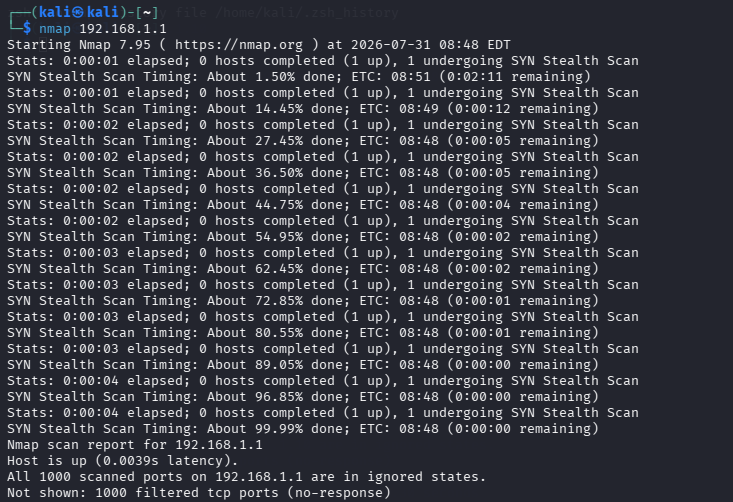 ┌──(kali㉿kali)-[~]y file /home/kali/.zsh_history
└─$ nmap 192.168.1.1
Starting Nmap 7.95 ( https://nmap.org ) at 2026-07-31 08:48 EDT
Stats: 0:00:01 elapsed; 0 hosts completed (1 up), 1 undergoing SYN Stealth Scan
SYN Stealth Scan Timing: About 1.50% done; ETC: 08:51 (0:02:11 remaining)
Stats: 0:00:01 elapsed; 0 hosts completed (1 up), 1 undergoing SYN Stealth Scan
SYN Stealth Scan Timing: About 14.45% done; ETC: 08:49 (0:00:12 remaining)
Stats: 0:00:02 elapsed; 0 hosts completed (1 up), 1 undergoing SYN Stealth Scan
SYN Stealth Scan Timing: About 27.45% done; ETC: 08:48 (0:00:05 remaining)
Stats: 0:00:02 elapsed; 0 hosts completed (1 up), 1 undergoing SYN Stealth Scan
SYN Stealth Scan Timing: About 36.50% done; ETC: 08:48 (0:00:05 remaining)
Stats: 0:00:02 elapsed; 0 hosts completed (1 up), 1 undergoing SYN Stealth Scan
SYN Stealth Scan Timing: About 44.75% done; ETC: 08:48 (0:00:04 remaining)
Stats: 0:00:02 elapsed; 0 hosts completed (1 up), 1 undergoing SYN Stealth Scan
SYN Stealth Scan Timing: About 54.95% done; ETC: 08:48 (0:00:02 remaining)
Stats: 0:00:03 elapsed; 0 hosts completed (1 up), 1 undergoing SYN Stealth Scan
SYN Stealth Scan Timing: About 62.45% done; ETC: 08:48 (0:00:02 remaining)
Stats: 0:00:03 elapsed; 0 hosts completed (1 up), 1 undergoing SYN Stealth Scan
SYN Stealth Scan Timing: About 72.85% done; ETC: 08:48 (0:00:01 remaining)
Stats: 0:00:03 elapsed; 0 hosts completed (1 up), 1 undergoing SYN Stealth Scan
SYN Stealth Scan Timing: About 80.55% done; ETC: 08:48 (0:00:01 remaining)
Stats: 0:00:03 elapsed; 0 hosts completed (1 up), 1 undergoing SYN Stealth Scan
SYN Stealth Scan Timing: About 89.05% done; ETC: 08:48 (0:00:00 remaining)
Stats: 0:00:04 elapsed; 0 hosts completed (1 up), 1 undergoing SYN Stealth Scan
SYN Stealth Scan Timing: About 96.85% done; ETC: 08:48 (0:00:00 remaining)
Stats: 0:00:04 elapsed; 0 hosts completed (1 up), 1 undergoing SYN Stealth Scan
SYN Stealth Scan Timing: About 99.99% done; ETC: 08:48 (0:00:00 remaining)
Nmap scan report for 192.168.1.1
Host is up (0.0039s latency).
All 1000 scanned ports on 192.168.1.1 are in ignored states.
Not shown: 1000 filtered tcp ports (no-response)